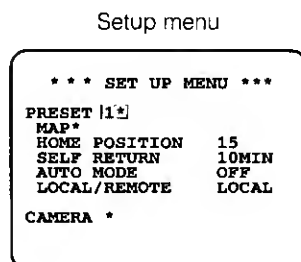 Setup menu
* * * SET UP MENU ***
PRESET 1*
MAP*
HOME POSITION 15
SELF RETURN 10MIN
AUTO MODE OFF
LOCAL/REMOTE LOCAL
CAMERA *